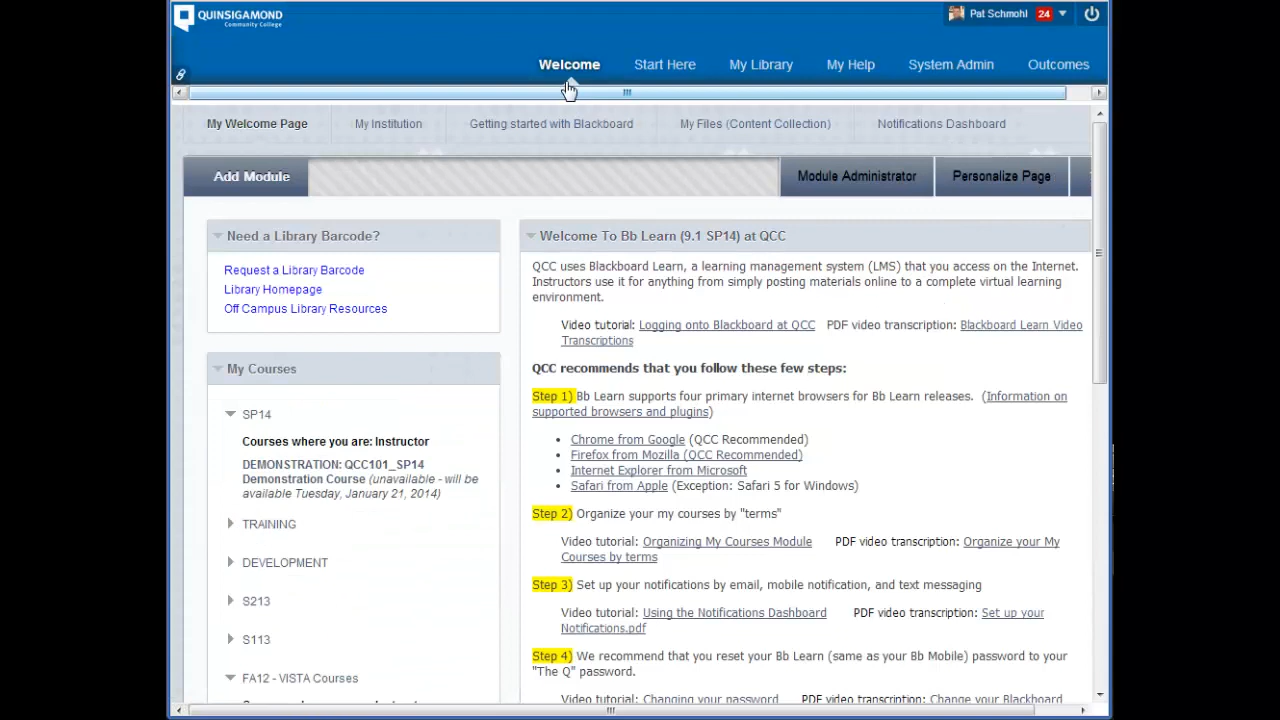 QUINSIGAMOND
Community College
Pat Schmohl 24
Welcome Start Here My Library My Help System Admin Outcomes
My Welcome Page My Institution Getting started with Blackboard My Files (Content Collection) Notifications Dashboard
Add Module Module Administrator Personalize Page
Need a Library Barcode?
Request a Library Barcode
Library Homepage
Off Campus Library Resources
My Courses
SP14
Courses where you are: Instructor
DEMONSTRATION: QCC101_SP14
Demonstration Course (unavailable - will be
available Tuesday, January 21, 2014)
TRAINING
DEVELOPMENT
S213
S113
FA12 - VISTA Courses
Welcome To Bb Learn (9.1 SP14) at QCC
QCC uses Blackboard Learn, a learning management system (LMS) that you access on the Internet.
Instructors use it for anything from simply posting materials online to a complete virtual learning
environment.
Video tutorial: Logging onto Blackboard at QCC PDF video transcription: Blackboard Learn Video
Transcriptions
QCC recommends that you follow these few steps:
Step 1) Bb Learn supports four primary internet browsers for Bb Learn releases. (Information on
supported browsers and plugins)
• Chrome from Google (QCC Recommended)
• Firefox from Mozilla (QCC Recommended)
• Internet Explorer from Microsoft
• Safari from Apple (Exception: Safari 5 for Windows)
Step 2) Organize your my courses by "terms"
Video tutorial: Organizing My Courses Module PDF video transcription: Organize your My
Courses by terms
Step 3) Set up your notifications by email, mobile notification, and text messaging
Video tutorial: Using the Notifications Dashboard PDF video transcription: Set up your
Notifications.pdf
Step 4) We recommend that you reset your Bb Learn (same as your Bb Mobile) password to your
"The Q" password.
Video tutorial: Changing your password PDF video transcription: Change your Blackboard